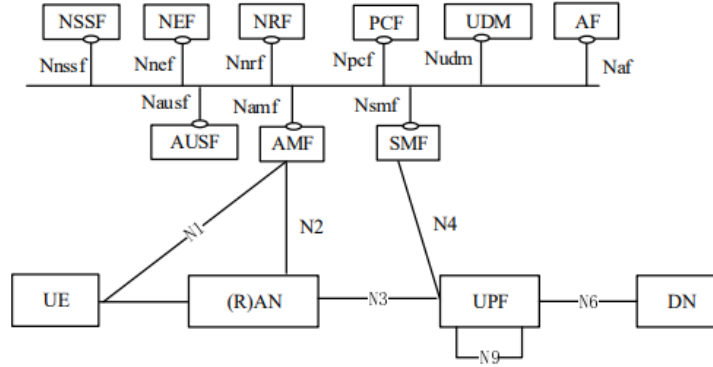 NSSF NEF NRF PCF UDM AF
Nnssf Nnef Nnrf Npcf Nudm Naf
Nausf Namf Nsmf
AUSF AMF SMF
N1 N2 N4
UE (R)AN N3 UPF N6 DN
N9